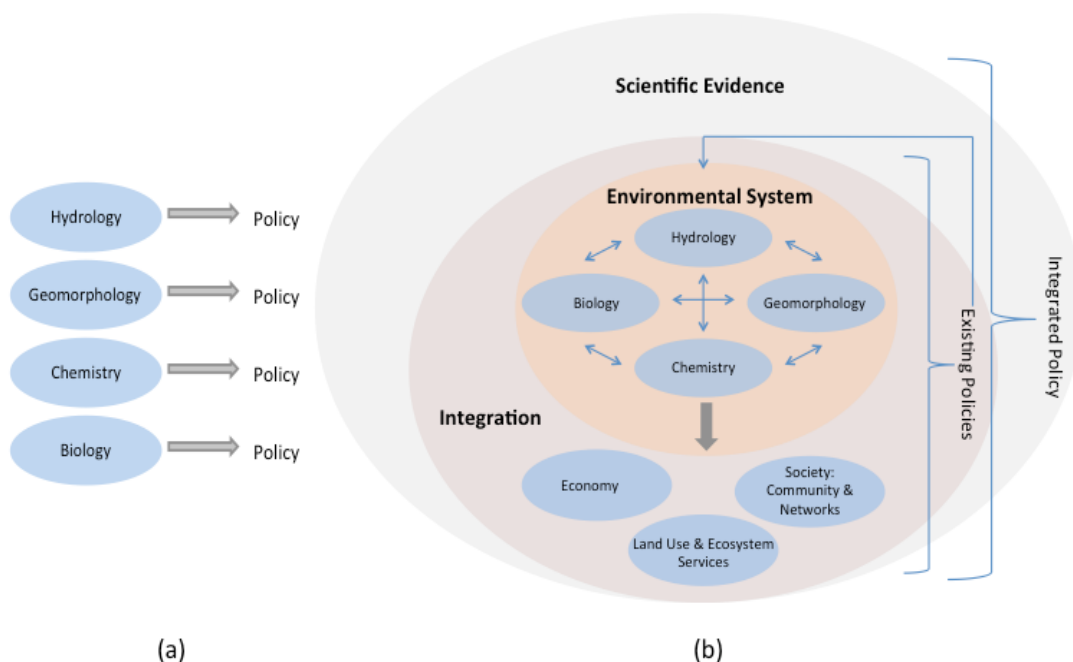 Hydrology
Policy
Geomorphology
Policy
Chemistry
Policy
Biology
Policy
(a)
Scientific Evidence
Environmental System
Hydrology
Biology
Geomorphology
Chemistry
Integration
Economy
Society:
Community &
Networks
Land Use & Ecosystem
Services
Existing Policies
Integrated Policy
(b)